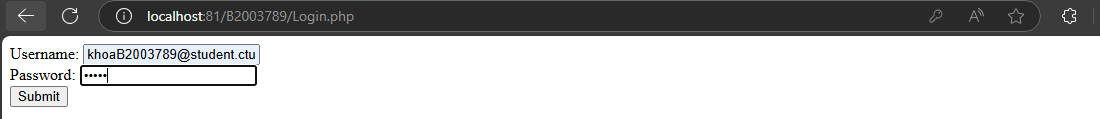 localhost:81/B2003789/Login.php
Username: khoaB2003789@student.ctu
Password: •••••
Submit